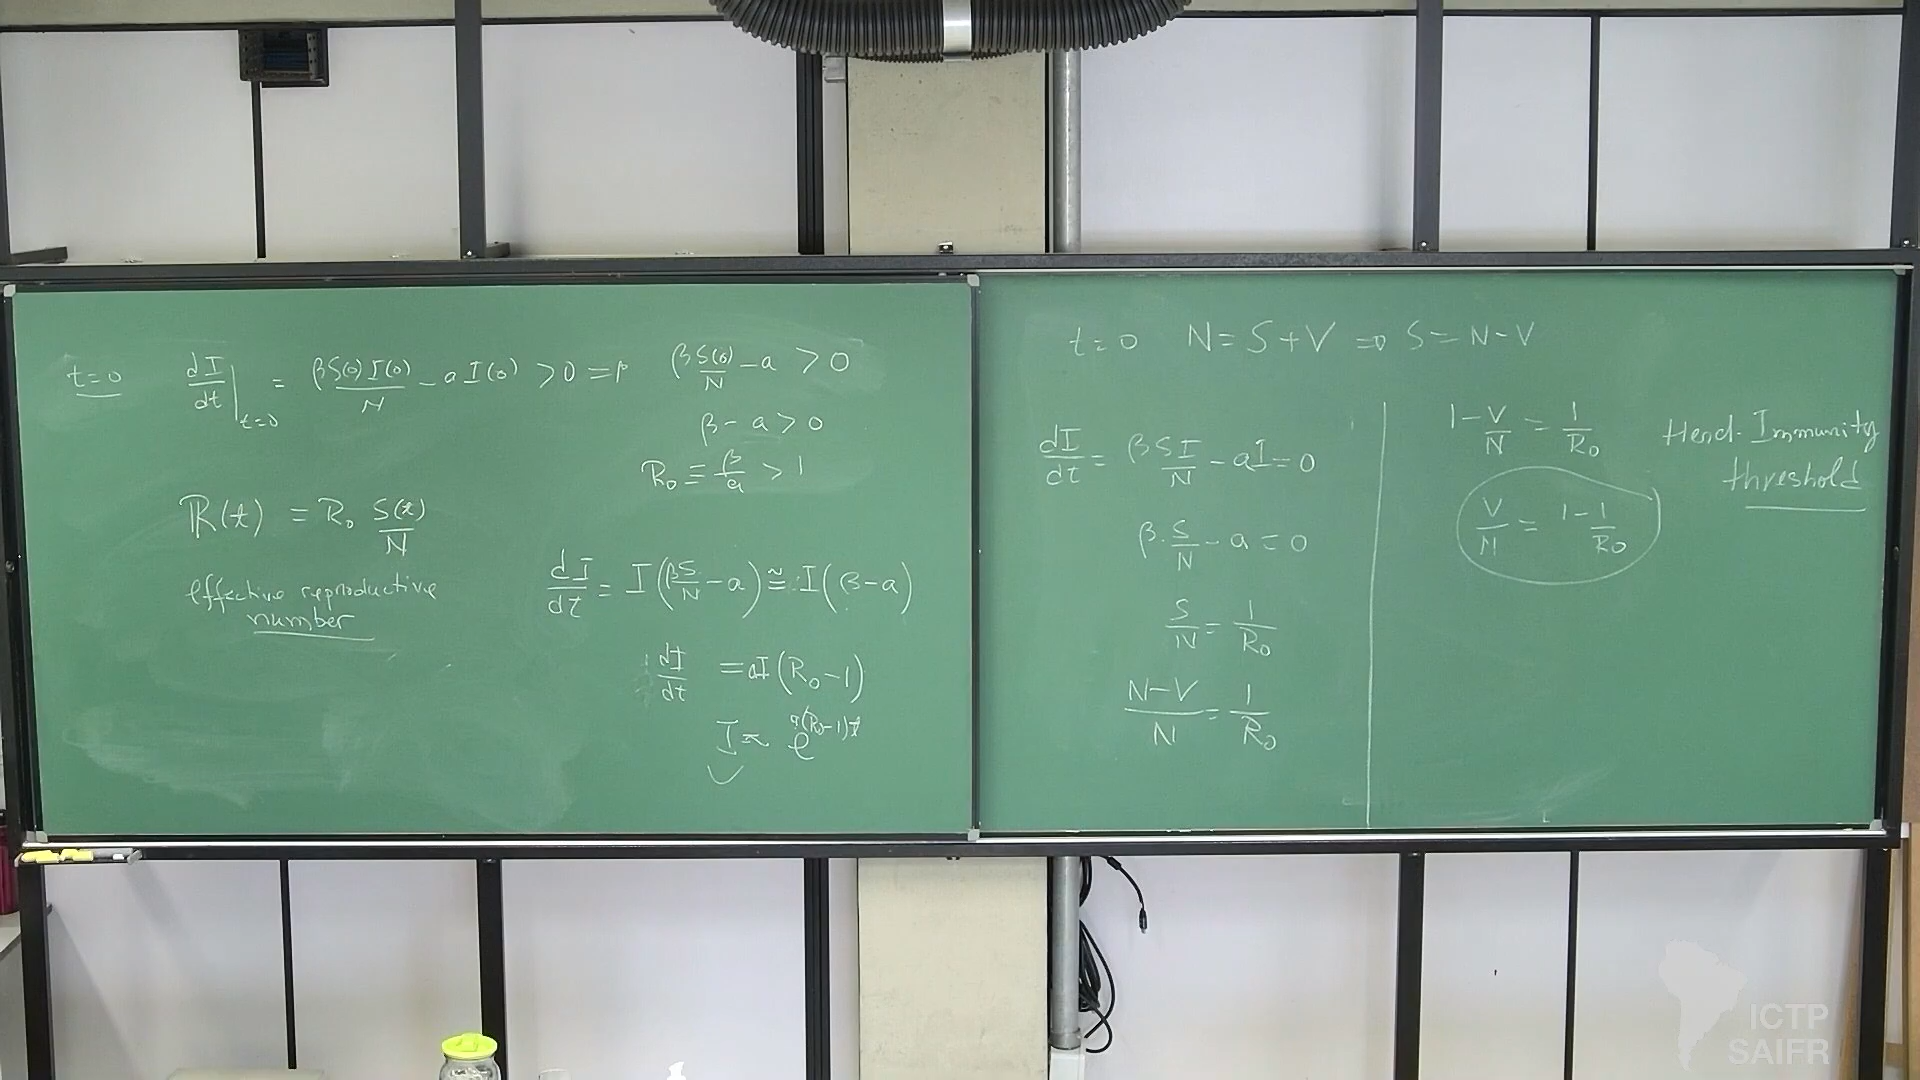 t=0 dI/dt|t=0 = βS(0)I(0)/N - aI(0) >0 ⇒ βS(0)/N - a > 0
β - a > 0
R₀ ≡ β/a > 1
R(t) = R₀ S(t)/N
effective reproductive
number
dI/dt = I(βS/N - a) ≅ I(β-a)
dI/dt = aI(R₀-1)
I ≈ e^(a(R₀-1)t)
t=0 N=S+V ⇒ S=N-V
dI/dt = βSI/N - aI=0
β·S/N - a = 0
S/N = 1/R₀
N-V/N = 1/R₀
1-V/N = 1/R₀
V/N = 1-1/R₀
Herd-Immunity
threshold
ICTP
SAIFR